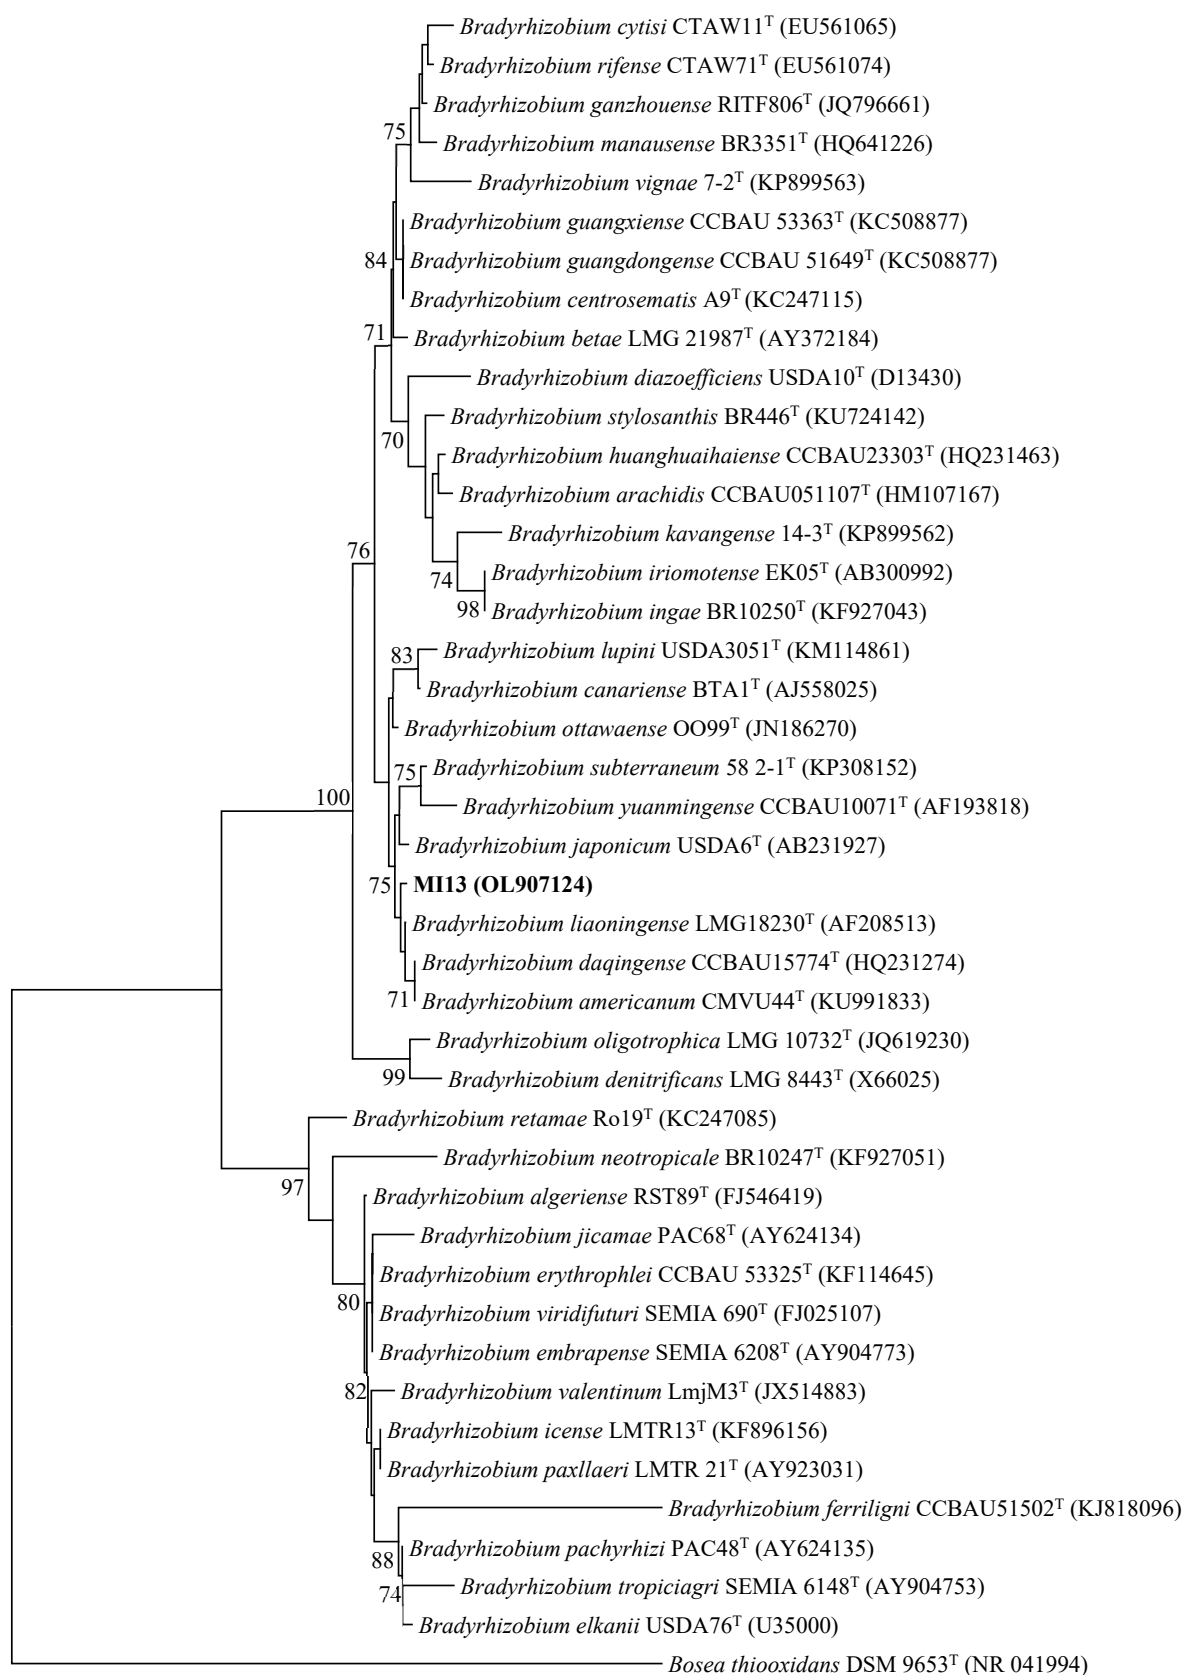 Bradyrhizobium cytisi CTAW11ᵀ (EU561065)
Bradyrhizobium rifense CTAW71ᵀ (EU561074)
Bradyrhizobium ganzhouense RITF806ᵀ (JQ796661)
75
Bradyrhizobium manausense BR3351ᵀ (HQ641226)
Bradyrhizobium vignae 7-2ᵀ (KP899563)
Bradyrhizobium guangxiense CCBAU 53363ᵀ (KC508877)
84
Bradyrhizobium guangdongense CCBAU 51649ᵀ (KC508877)
Bradyrhizobium centrosematis A9ᵀ (KC247115)
71
Bradyrhizobium betae LMG 21987ᵀ (AY372184)
Bradyrhizobium diazoefficiens USDA10ᵀ (D13430)
Bradyrhizobium stylosanthis BR446ᵀ (KU724142)
70
Bradyrhizobium huanghuaihaiense CCBAU23303ᵀ (HQ231463)
Bradyrhizobium arachidis CCBAU051107ᵀ (HM107167)
Bradyrhizobium kavangense 14-3ᵀ (KP899562)
76
Bradyrhizobium iriomotense EK05ᵀ (AB300992)
74
Bradyrhizobium ingae BR10250ᵀ (KF927043)
98
Bradyrhizobium lupini USDA3051ᵀ (KM114861)
83
Bradyrhizobium canariense BTA1ᵀ (AJ558025)
Bradyrhizobium ottawaense OO99ᵀ (JN186270)
Bradyrhizobium subterraneum 58 2-1ᵀ (KP308152)
75
100
Bradyrhizobium yuanmingense CCBAU10071ᵀ (AF193818)
Bradyrhizobium japonicum USDA6ᵀ (AB231927)
75
MI13 (OL907124)
Bradyrhizobium liaoningense LMG18230ᵀ (AF208513)
Bradyrhizobium daqingense CCBAU15774ᵀ (HQ231274)
71
Bradyrhizobium americanum CMVU44ᵀ (KU991833)
Bradyrhizobium oligotrophica LMG 10732ᵀ (JQ619230)
99
Bradyrhizobium denitrificans LMG 8443ᵀ (X66025)
Bradyrhizobium retamae Ro19ᵀ (KC247085)
Bradyrhizobium neotropicale BR10247ᵀ (KF927051)
97
Bradyrhizobium algeriense RST89ᵀ (FJ546419)
Bradyrhizobium jicamae PAC68ᵀ (AY624134)
Bradyrhizobium erythrophlei CCBAU 53325ᵀ (KF114645)
80
Bradyrhizobium viridifuturi SEMIA 690ᵀ (FJ025107)
Bradyrhizobium embrapense SEMIA 6208ᵀ (AY904773)
82
Bradyrhizobium valentinum LmjM3ᵀ (JX514883)
Bradyrhizobium icense LMTR13ᵀ (KF896156)
Bradyrhizobium paxllaeri LMTR 21ᵀ (AY923031)
Bradyrhizobium ferriligni CCBAU51502ᵀ (KJ818096)
88
Bradyrhizobium pachyrhizi PAC48ᵀ (AY624135)
74
Bradyrhizobium tropiciagri SEMIA 6148ᵀ (AY904753)
Bradyrhizobium elkanii USDA76ᵀ (U35000)
Bosea thiooxidans DSM 9653ᵀ (NR 041994)